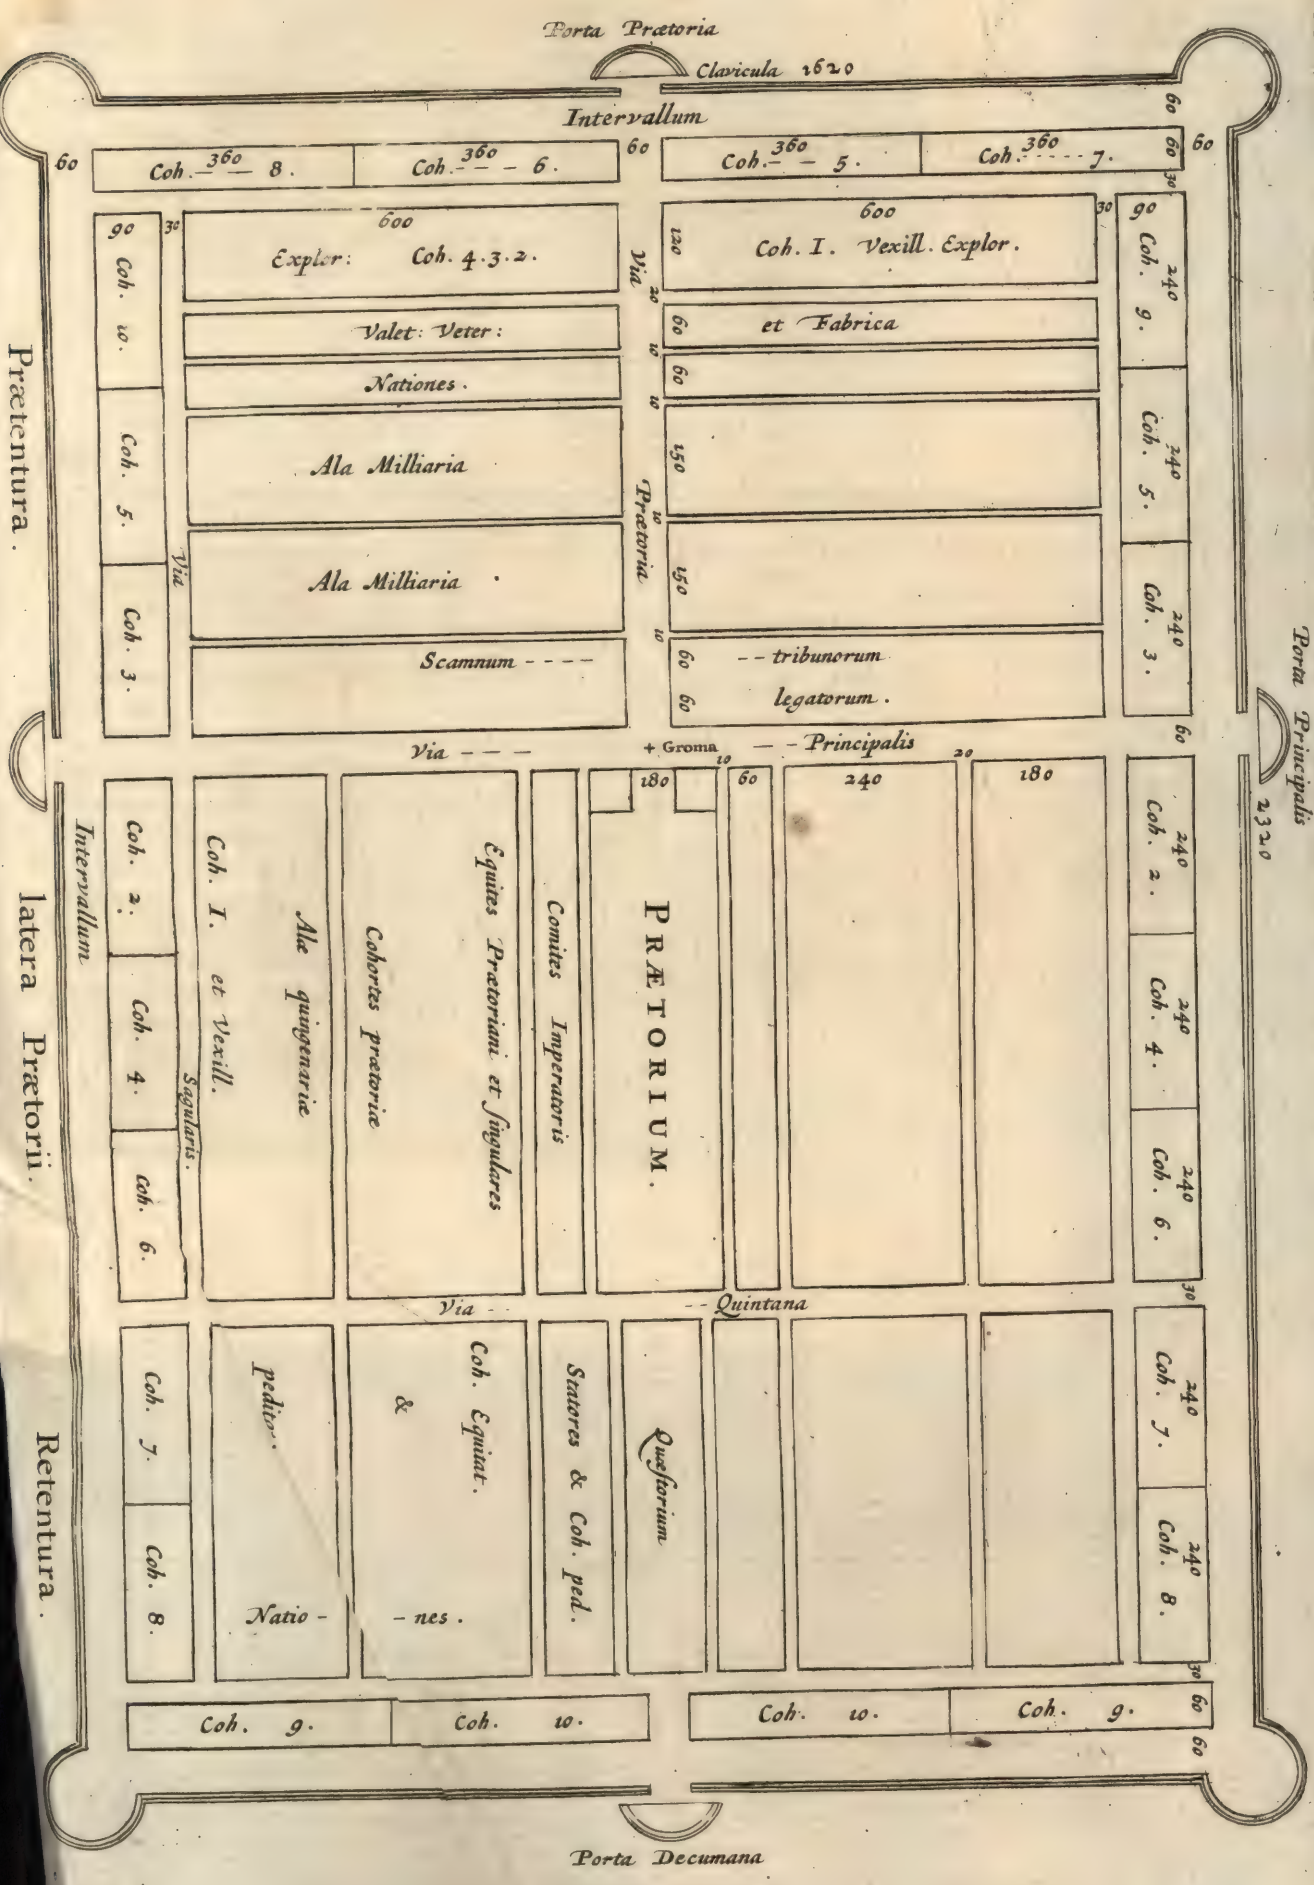 Porta Prætoria
Clavicula 1620
Intervallum
60
60 60 60
60
Coh. 360 8.
Coh. 360 6.
60
Coh. 360 5.
Coh. 360 7.
30
90
Coh. 10.
30
600
Explor: Coh. 4.3.2.
Via
20
120
600
Coh. I. Vexill. Explor.
30
90
Coh. 9.
240
Valet: Veter:
10
60
et Fabrica
Nationes.
10
60
Prætentura.
Coh. 5.
Ala Milliaria
150
Coh. 5.
240
Prætoria
10
Via
Ala Milliaria
150
Coh. 3.
Coh. 3.
240
10
Scamnum - - - -
60
- - tribunorum
60
legatorum.
Porta Principalis
60
Via - - -
+ Groma
— - Principalis
10
20
180
60
240
180
2320
Intervallum
Coh. 2.
Coh. 4.
Coh. 6.
Sagularis.
Coh. I. et Vexill.
Alæ quingenariæ
Cohortes prætoriæ
Equites Prætoriani et singulares
Comites Imperatoris
PRÆTORIUM.
240
Coh. 2.
240
Coh. 4.
240
Coh. 6.
latera Prætorii.
30
Via - -
- - Quintana
Coh. 7.
Coh. 8.
peditor.
Coh. Equitat.
&
Natio -
- nes.
Statores & Coh. ped.
Quæstorium
240
Coh. 7.
240
Coh. 8.
Retentura.
30
Coh. 9.
Coh. 10.
Coh. 10.
Coh. 9.
60
60
Porta Decumana